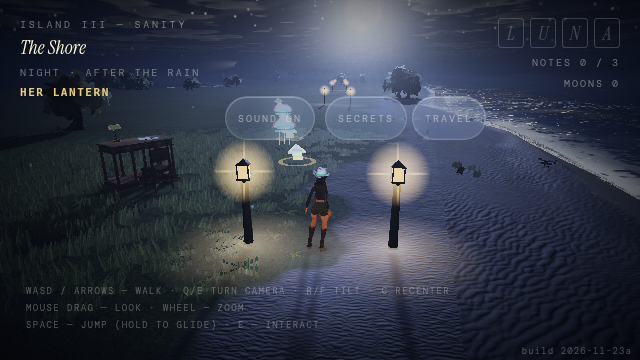 ISLAND III — SANITY
The Shore
NIGHT · AFTER THE RAIN
HER LANTERN
L U N A
NOTES 0 / 3
MOONS 0
SOUND ON
SECRETS
TRAVEL
WASD / ARROWS — WALK · Q/E TURN CAMERA · R/F TILT · C RECENTER
MOUSE DRAG — LOOK · WHEEL — ZOOM
SPACE — JUMP (HOLD TO GLIDE) · E — INTERACT
build 2026-11-23a